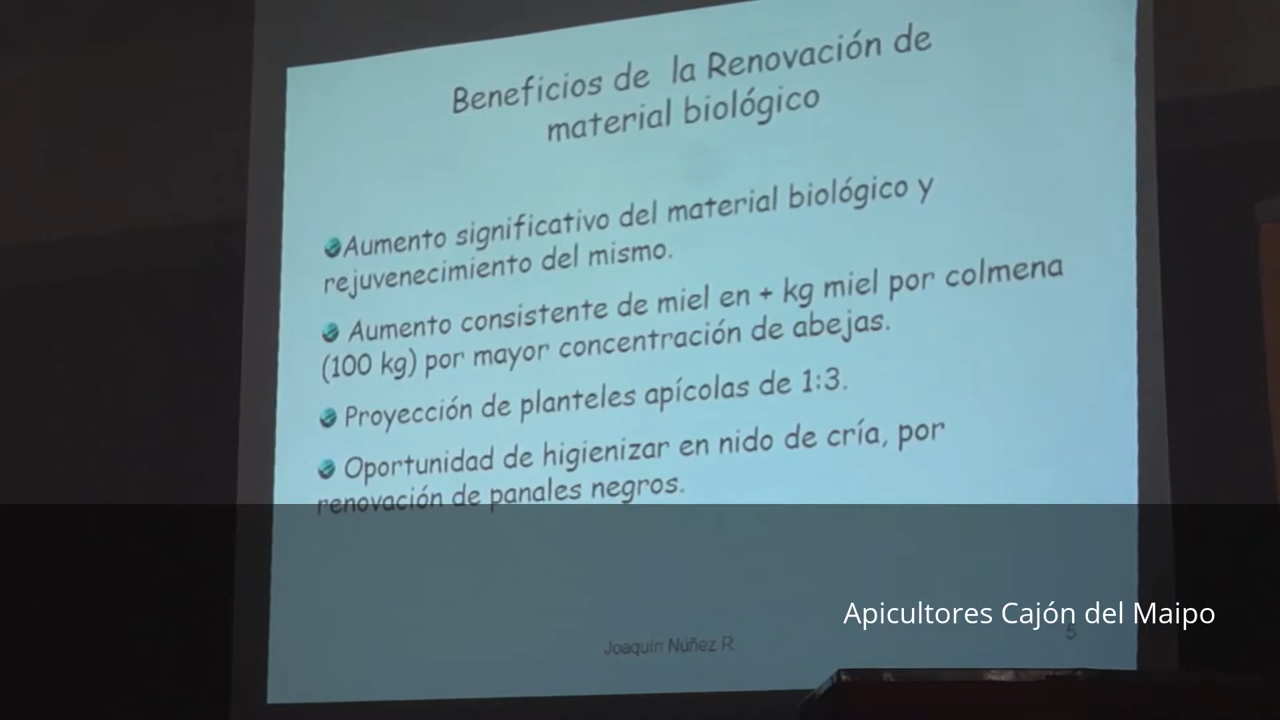 Beneficios de la Renovación de
material biológico
Aumento significativo del material biológico y
rejuvenecimiento del mismo.
Aumento consistente de miel en + kg miel por colmena
(100 kg) por mayor concentración de abejas.
Proyección de planteles apícolas de 1:3.
Oportunidad de higienizar en nido de cría, por
renovación de panales negros.
Apicultores Cajón del Maipo
Joaquín Núñez R.
5